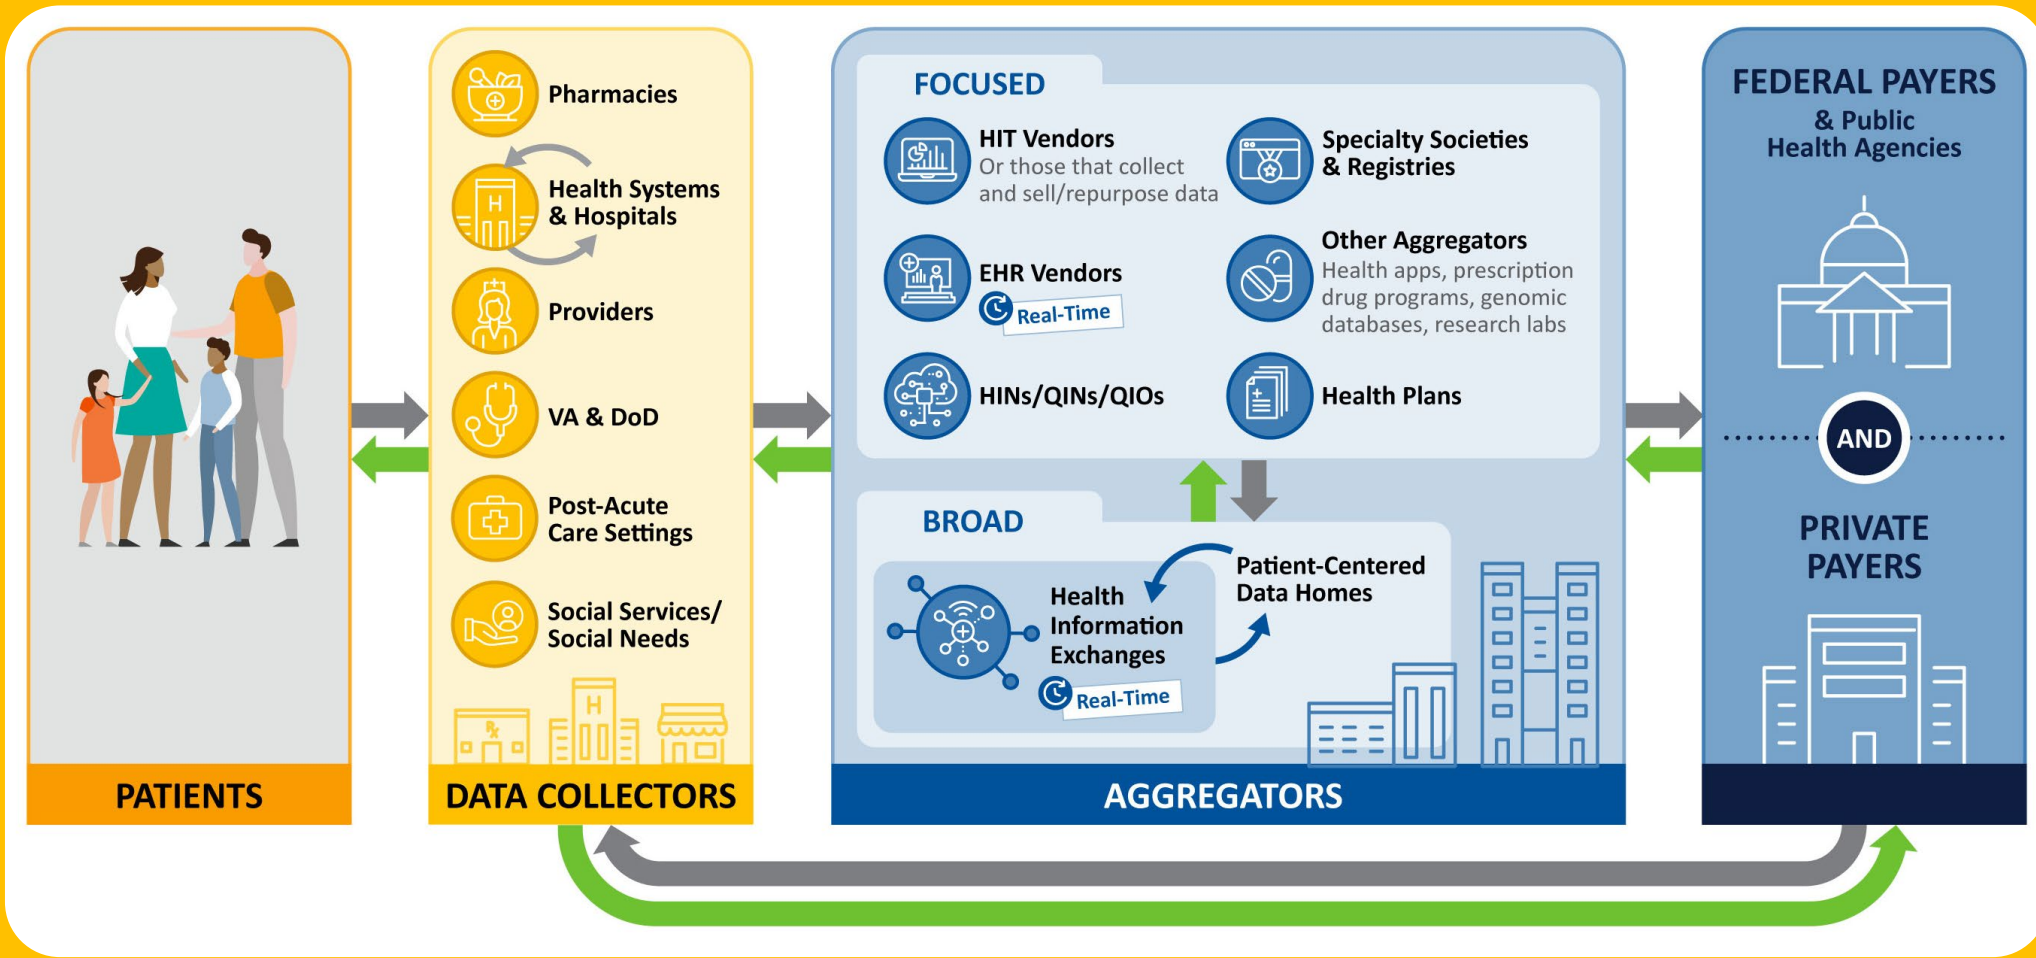 Pharmacies
Health Systems
& Hospitals
H
Providers
VA & DoD
Post-Acute
Care Settings
Social Services/
Social Needs
Rx
H
FOCUSED
HIT Vendors
Or those that collect
and sell/repurpose data
EHR Vendors
Real-Time
HINs/QINs/QIOs
Specialty Societies
& Registries
Other Aggregators
Health apps, prescription
drug programs, genomic
databases, research labs
Health Plans
BROAD
Health
Information
Exchanges
Real-Time
Patient-Centered
Data Homes
FEDERAL PAYERS
& Public
Health Agencies
AND
PRIVATE
PAYERS
PATIENTS
DATA COLLECTORS
AGGREGATORS